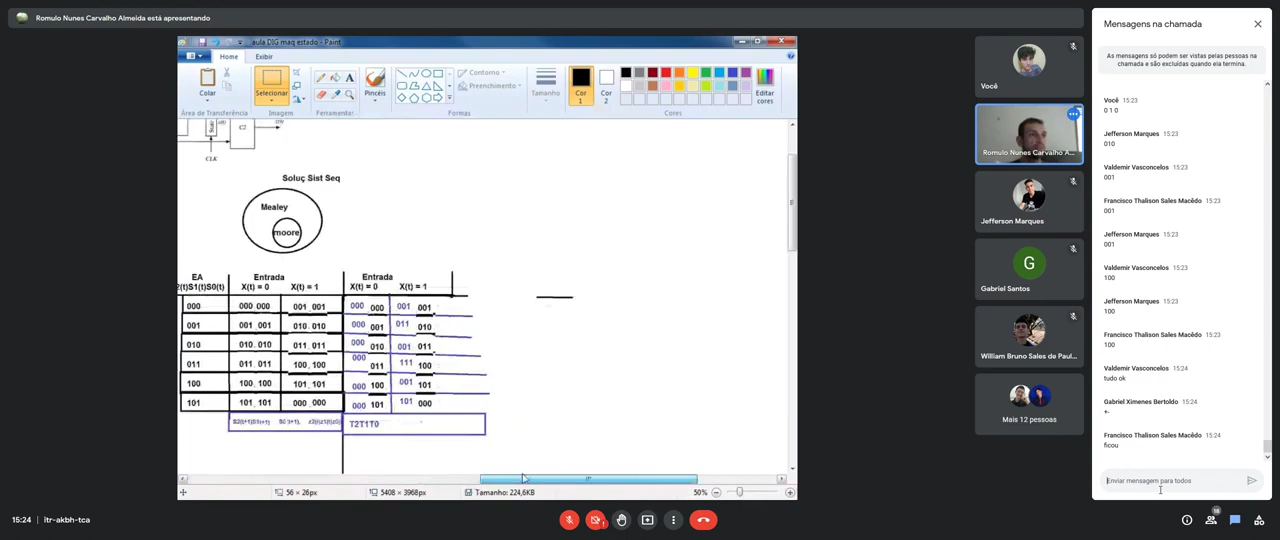 Romulo Nunes Carvalho Almeida está apresentando
aula DIG maq estado - Paint
Home Exibir
Colar
Selecionar
Pincéis
Contorno
Preenchimento
Tamanho
Cor 1
Cor 2
Editar cores
Área de Transferência Imagem Ferramentas Formas Cores
C2
CLK
Soluç Sist Seq
Mealey
moore
EA Entrada Entrada
2(t)S1(t)S0(t) X(t) = 0 X(t) = 1 X(t) = 0 X(t) = 1
000 000 000 001 001 000 000 001 001
001 001 001 010 010 000 001 011 010
010 010 010 011 011 000 010 001 011
011 011 011 100 100 000 011 111 100
100 100 100 101 101 000 100 001 101
101 101 101 000 000 000 101 101 000
T2T1T0
56 × 26px 5408 × 3968px Tamanho: 224,6KB 50%
Você
Romulo Nunes Carvalho A...
Jefferson Marques
G
Gabriel Santos
William Bruno Sales de Paul...
Mais 12 pessoas
Mensagens na chamada
As mensagens só podem ser vistas pelas pessoas na
chamada e são excluídas quando ela termina.
Você 15:23
0 1 0
Jefferson Marques 15:23
010
Valdemir Vasconcelos 15:23
001
Francisco Thalison Sales Macêdo 15:23
001
Jefferson Marques 15:23
001
Você 15:23
100
Jefferson Marques 15:23
100
Francisco Thalison Sales Macêdo 15:23
100
Valdemir Vasconcelos 15:24
tudo ok
Gabriel Ximenes Bertoldo 15:24
+-
Francisco Thalison Sales Macêdo 15:24
ficou
Enviar mensagem para todos
15:24 | itr-akbh-tca
18